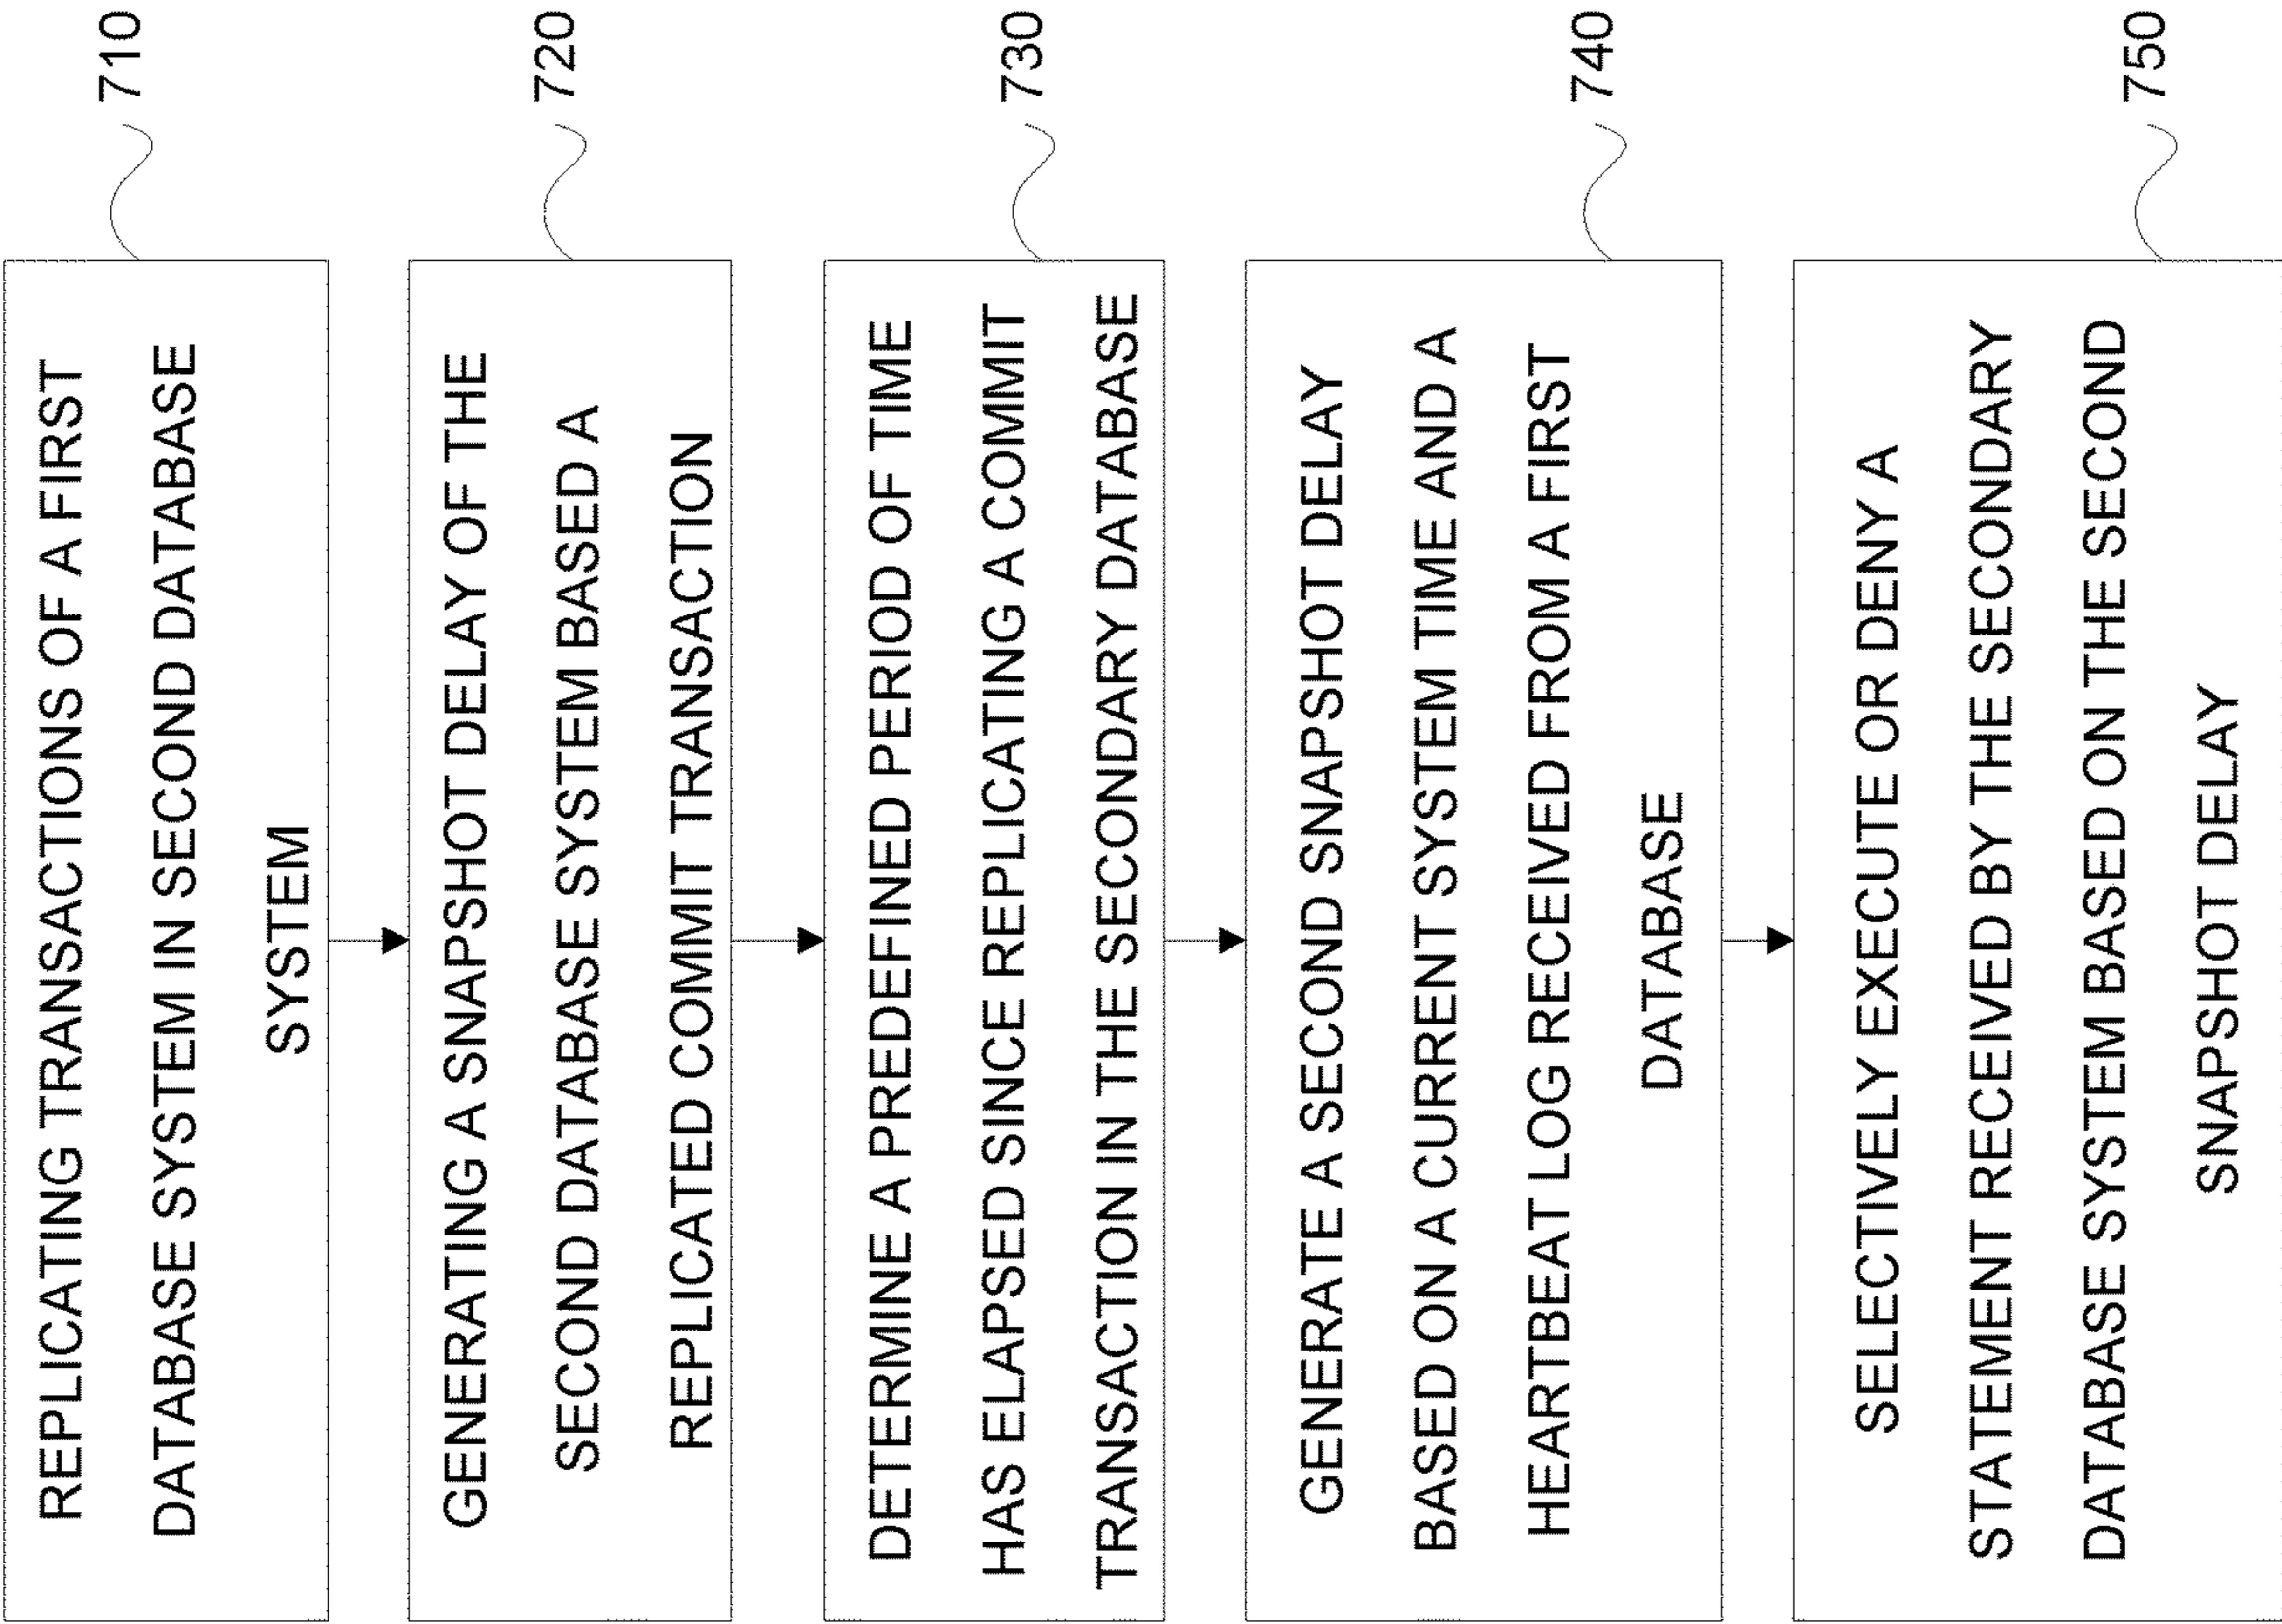 REPLICATING TRANSACTIONS OF A FIRST
DATABASE SYSTEM IN SECOND DATABASE
SYSTEM
710
GENERATING A SNAPSHOT DELAY OF THE
SECOND DATABASE SYSTEM BASED A
REPLICATED COMMIT TRANSACTION
720
DETERMINE A PREDEFINED PERIOD OF TIME
HAS ELAPSED SINCE REPLICATING A COMMIT
TRANSACTION IN THE SECONDARY DATABASE
730
GENERATE A SECOND SNAPSHOT DELAY
BASED ON A CURRENT SYSTEM TIME AND A
HEARTBEAT LOG RECEIVED FROM A FIRST
DATABASE
740
SELECTIVELY EXECUTE OR DENY A
STATEMENT RECEIVED BY THE SECONDARY
DATABASE SYSTEM BASED ON THE SECOND
SNAPSHOT DELAY
750